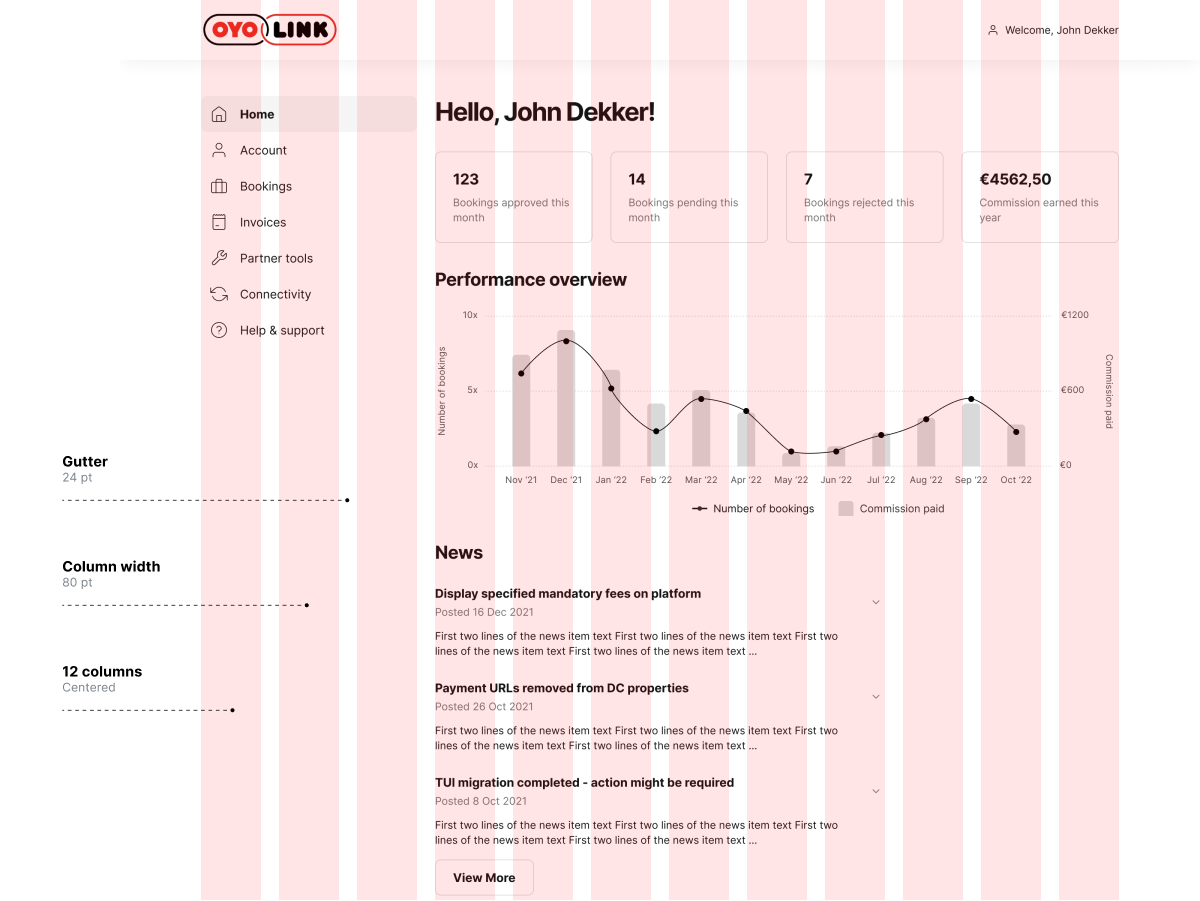 OYO LINK
Welcome, John Dekker
Home
Account
Bookings
Invoices
Partner tools
Connectivity
Help & support
Hello, John Dekker!
123
Bookings approved this
month
14
Bookings pending this
month
7
Bookings rejected this
month
€4562,50
Commission earned this
year
Performance overview
10x
5x
0x
Number of bookings
€1200
€600
€0
Commission paid
Nov '21 Dec '21 Jan '22 Feb '22 Mar '22 Apr '22 May '22 Jun '22 Jul '22 Aug '22 Sep '22 Oct '22
Number of bookings Commission paid
Gutter
24 pt
Column width
80 pt
12 columns
Centered
News
Display specified mandatory fees on platform
Posted 16 Dec 2021
First two lines of the news item text First two lines of the news item text First two
lines of the news item text First two lines of the news item text ...
Payment URLs removed from DC properties
Posted 26 Oct 2021
First two lines of the news item text First two lines of the news item text First two
lines of the news item text First two lines of the news item text ...
TUI migration completed - action might be required
Posted 8 Oct 2021
First two lines of the news item text First two lines of the news item text First two
lines of the news item text First two lines of the news item text ...
View More